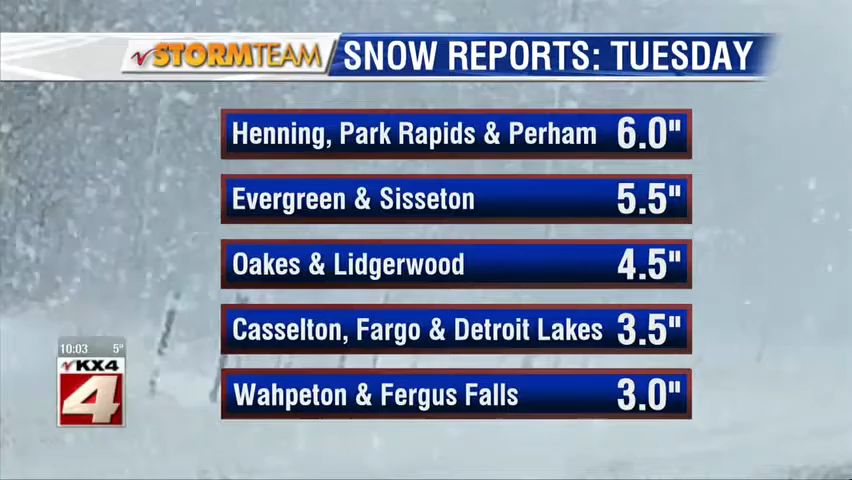 STORMTEAM SNOW REPORTS: TUESDAY
Henning, Park Rapids & Perham 6.0"
Evergreen & Sisseton 5.5"
Oakes & Lidgerwood 4.5"
Casselton, Fargo & Detroit Lakes 3.5"
Wahpeton & Fergus Falls 3.0"
10:03 5°
KX4
4